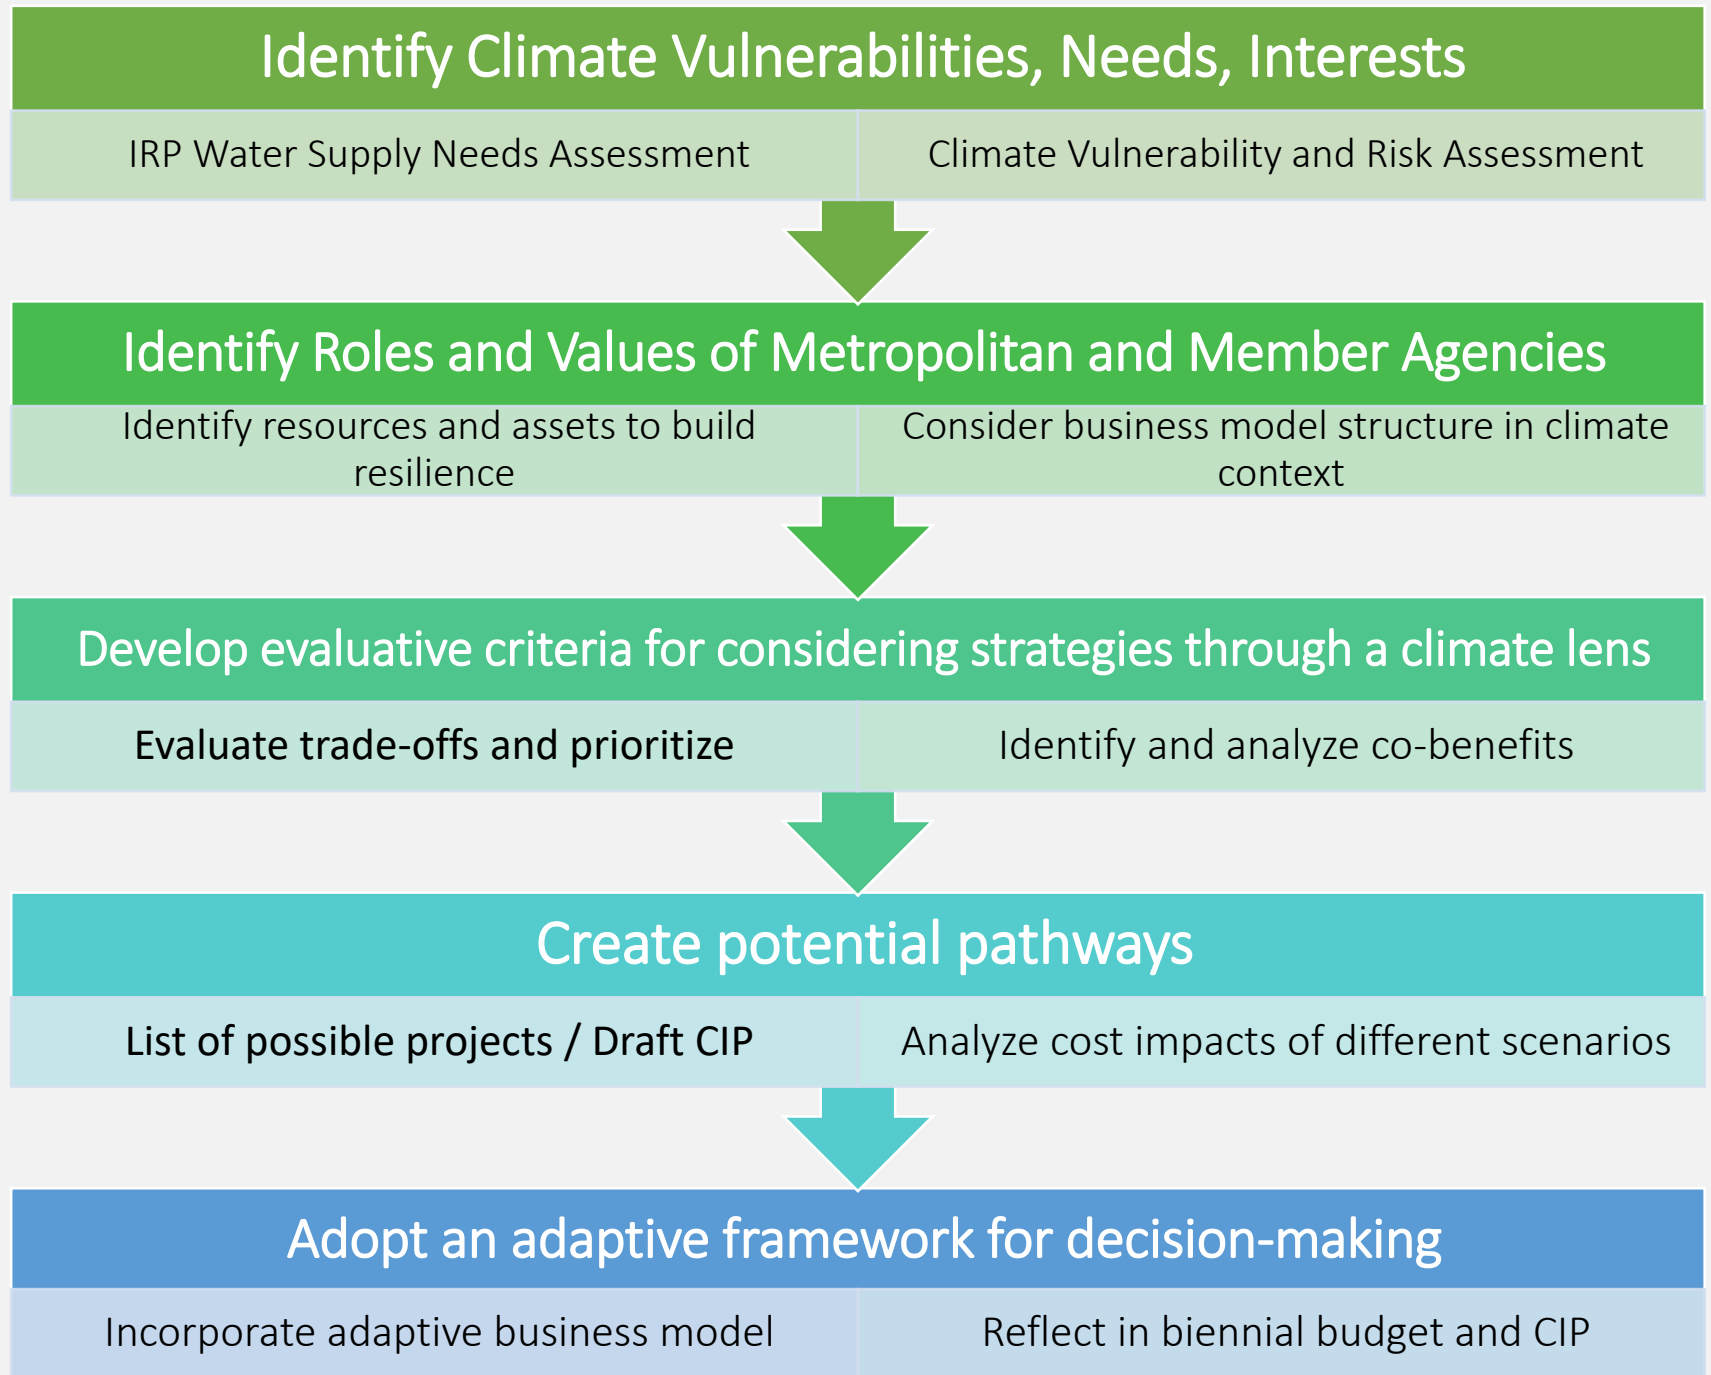 Identify Climate Vulnerabilities, Needs, Interests
IRP Water Supply Needs Assessment
Climate Vulnerability and Risk Assessment
Identify Roles and Values of Metropolitan and Member Agencies
Identify resources and assets to build
resilience
Consider business model structure in climate
context
Develop evaluative criteria for considering strategies through a climate lens
Evaluate trade-offs and prioritize
Identify and analyze co-benefits
Create potential pathways
List of possible projects / Draft CIP
Analyze cost impacts of different scenarios
Adopt an adaptive framework for decision-making
Incorporate adaptive business model
Reflect in biennial budget and CIP